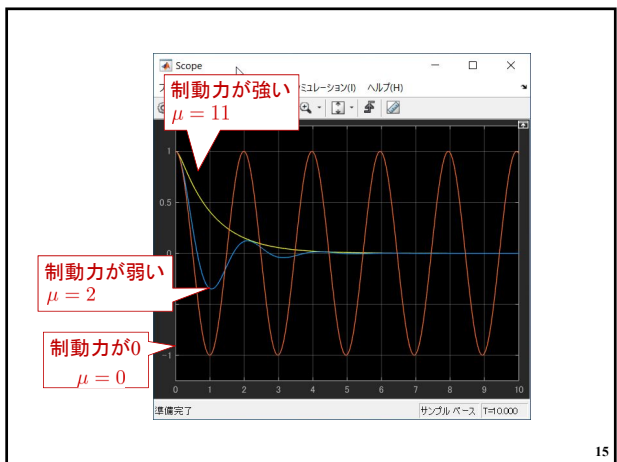 Scope
制動力が強い
μ = 11
ミュレーション(I) ヘルプ(H)
1
0.5
0
制動力が弱い
μ = 2
制動力が0
μ = 0
-1
0 1 2 3 4 5 6 7 8 9 10
準備完了
サンプル ベース T=10.000
15